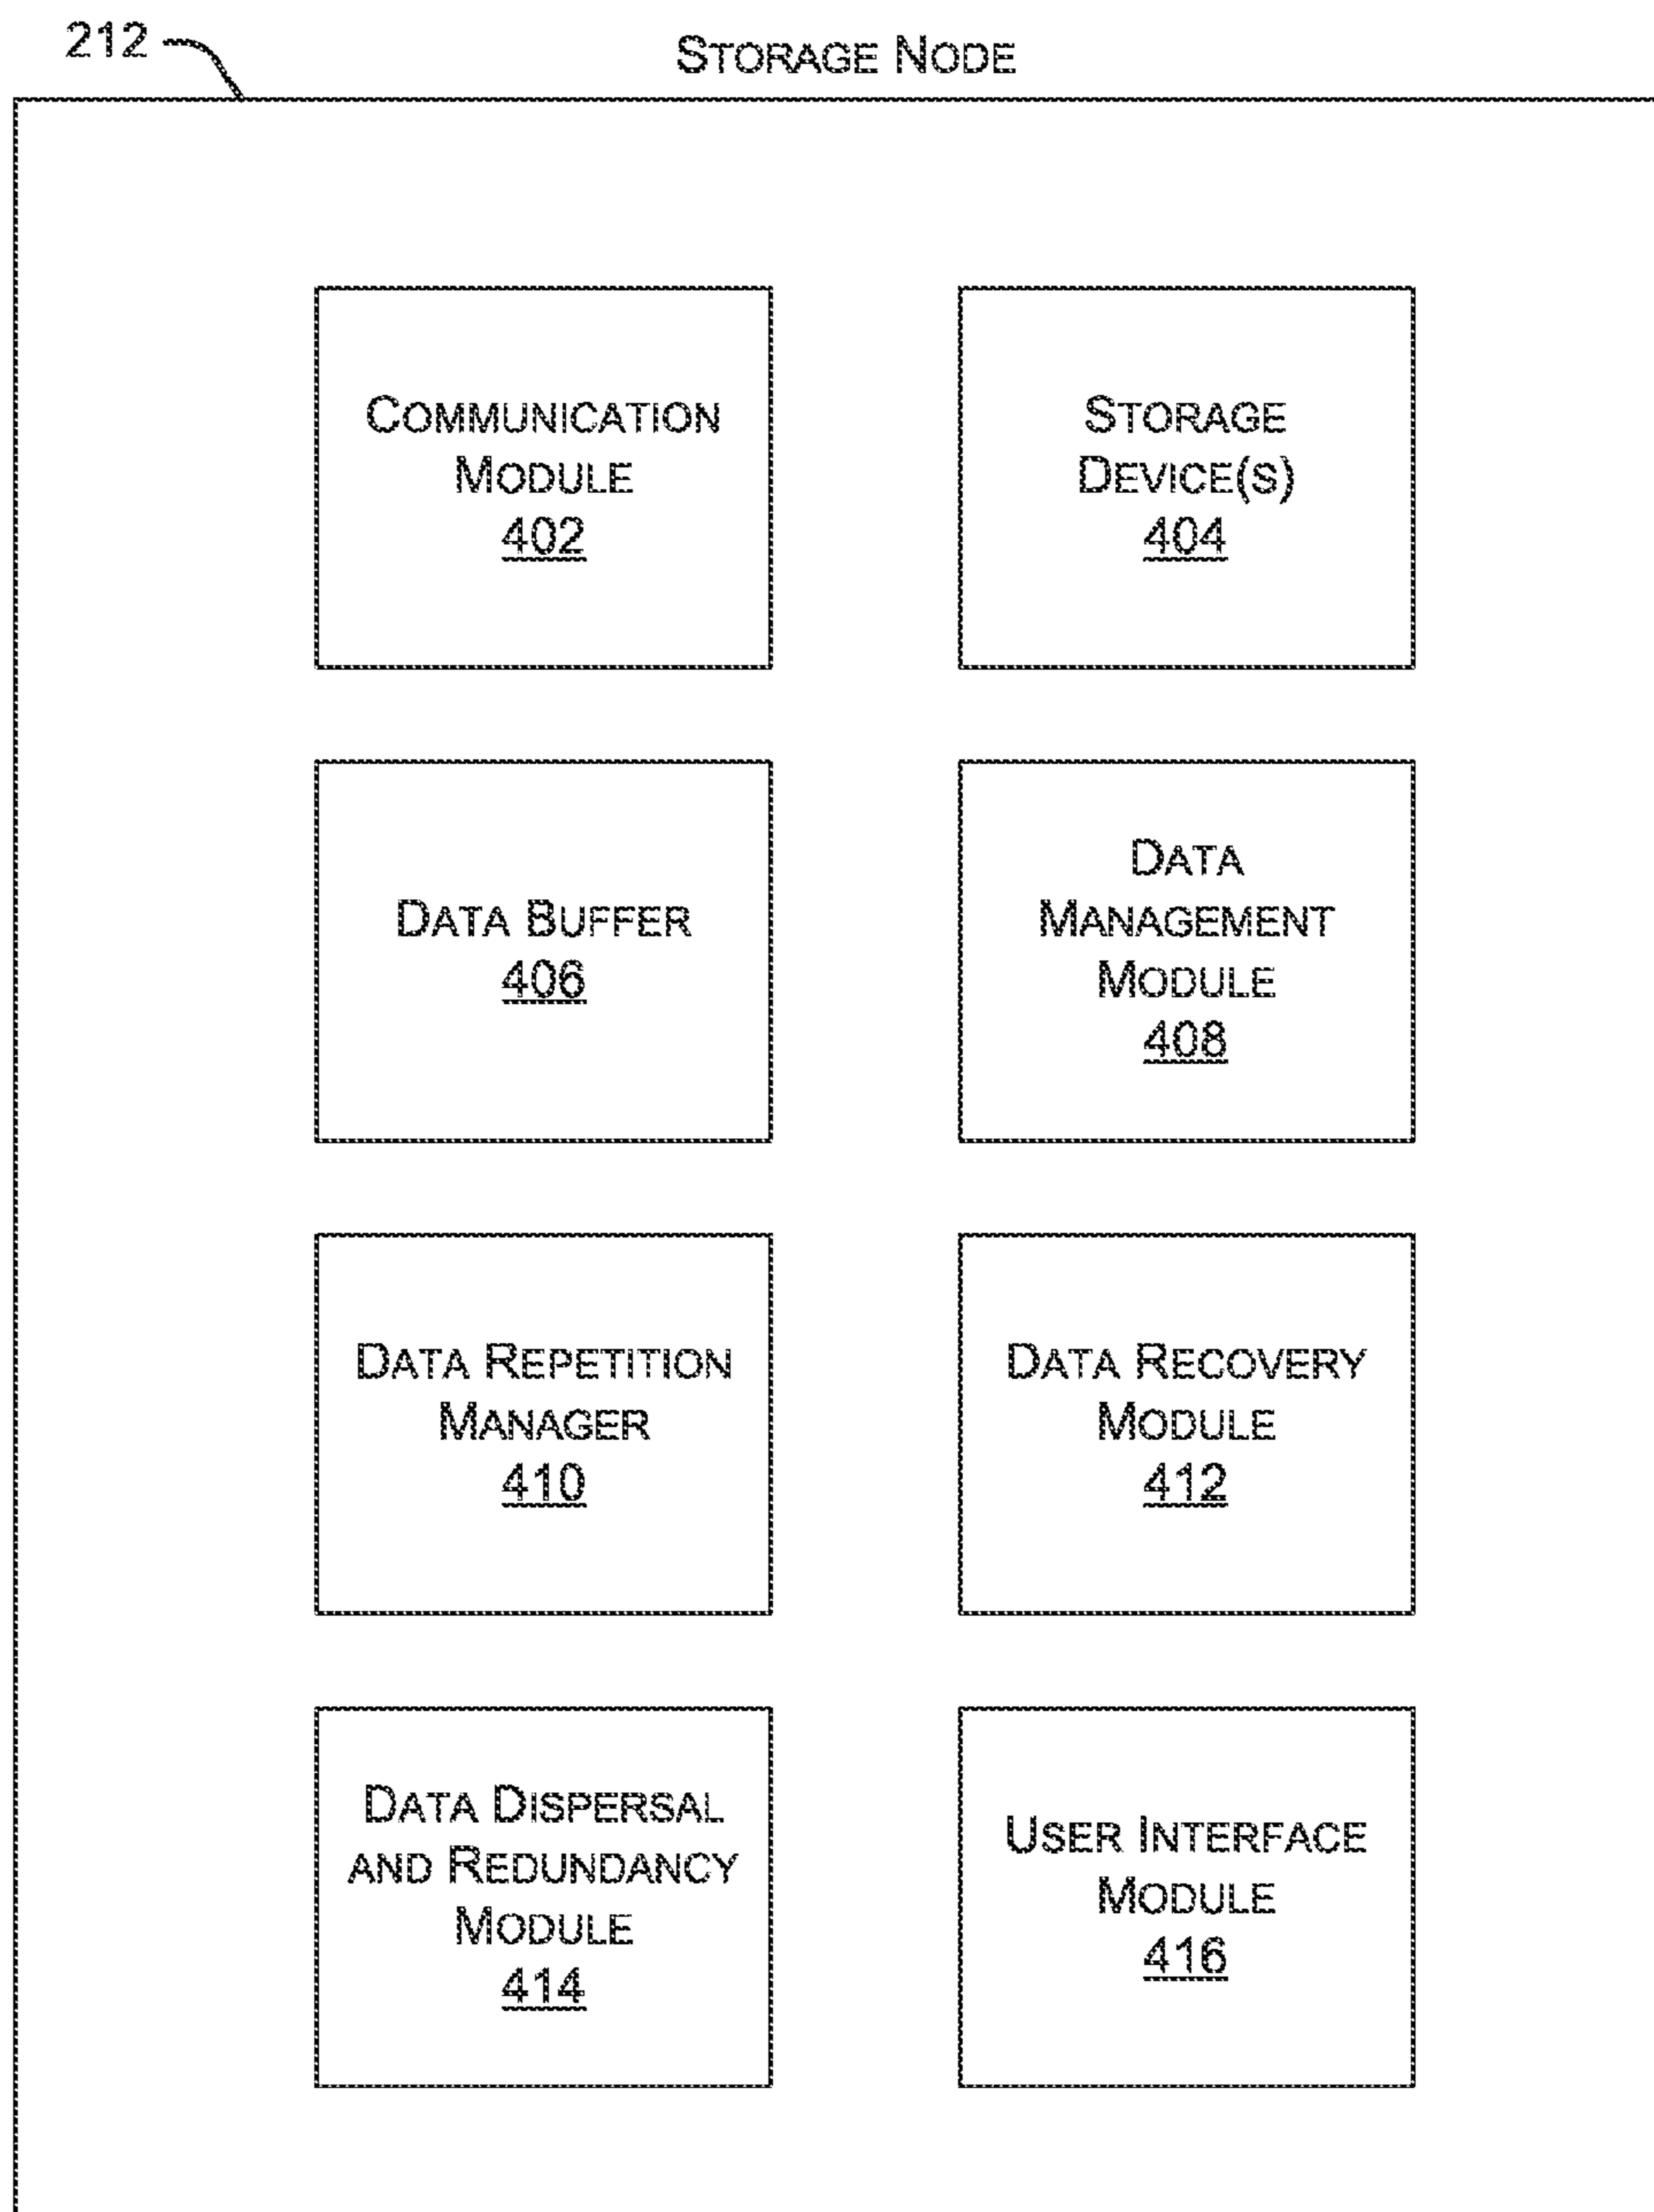 212
STORAGE NODE
COMMUNICATION
MODULE
402
STORAGE
DEVICE(S)
404
DATA BUFFER
406
DATA
MANAGEMENT
MODULE
408
DATA REPETITION
MANAGER
410
DATA RECOVERY
MODULE
412
DATA DISPERSAL
AND REDUNDANCY
MODULE
414
USER INTERFACE
MODULE
416